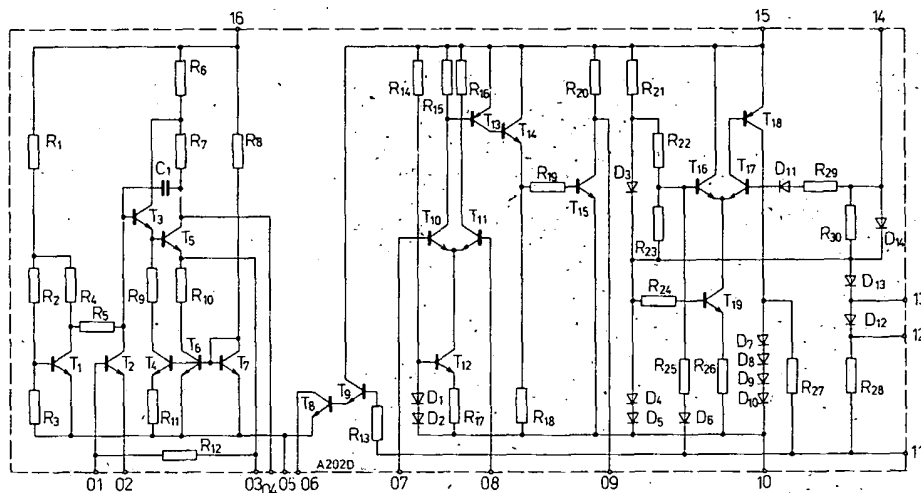 16 15 14
R6
R14 R15 R16 R20 R21
T13 T14 T18
R1 R7 R8 R22
C1 R19 D3 T16 T17 D11 R29
T3 T15
T5 T10 T11 R23 R30 D14
R2 R4 R9 R10 R24 D13
R5 T19 13
D12
T6 D7 12
T1 T2 T4 T7 T12 D8
T9 R25 R26 D9 R27 R28
R3 R11 T8 D1 D4 D10
R13 D2 R17 R18 D5 D6
R12 11
A202D
01 02 03 04 05 06 07 08 09 10